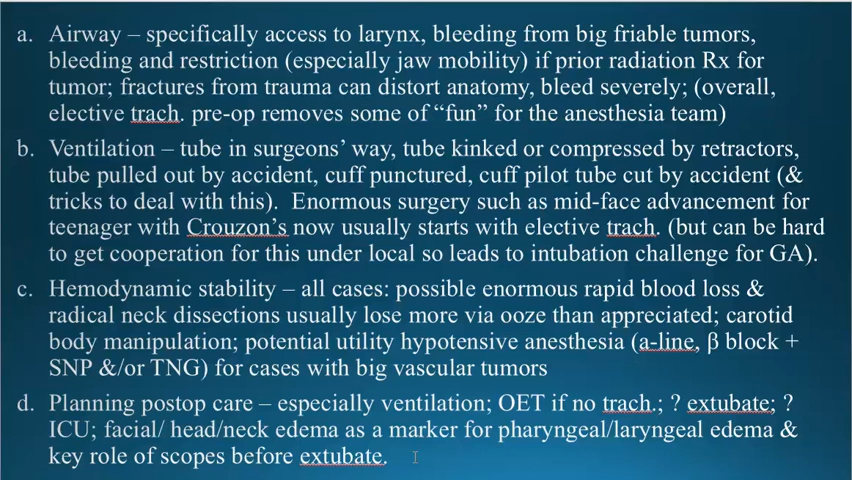 a. Airway – specifically access to larynx, bleeding from big friable tumors,
bleeding and restriction (especially jaw mobility) if prior radiation Rx for
tumor; fractures from trauma can distort anatomy, bleed severely; (overall,
elective trach. pre-op removes some of “fun” for the anesthesia team)
b. Ventilation – tube in surgeons’ way, tube kinked or compressed by retractors,
tube pulled out by accident, cuff punctured, cuff pilot tube cut by accident (&
tricks to deal with this). Enormous surgery such as mid-face advancement for
teenager with Crouzon’s now usually starts with elective trach. (but can be hard
to get cooperation for this under local so leads to intubation challenge for GA).
c. Hemodynamic stability – all cases: possible enormous rapid blood loss &
radical neck dissections usually lose more via ooze than appreciated; carotid
body manipulation; potential utility hypotensive anesthesia (a-line, β block +
SNP &/or TNG) for cases with big vascular tumors
d. Planning postop care – especially ventilation; OET if no trach.; ? extubate; ?
ICU; facial/ head/neck edema as a marker for pharyngeal/laryngeal edema &
key role of scopes before extubate.